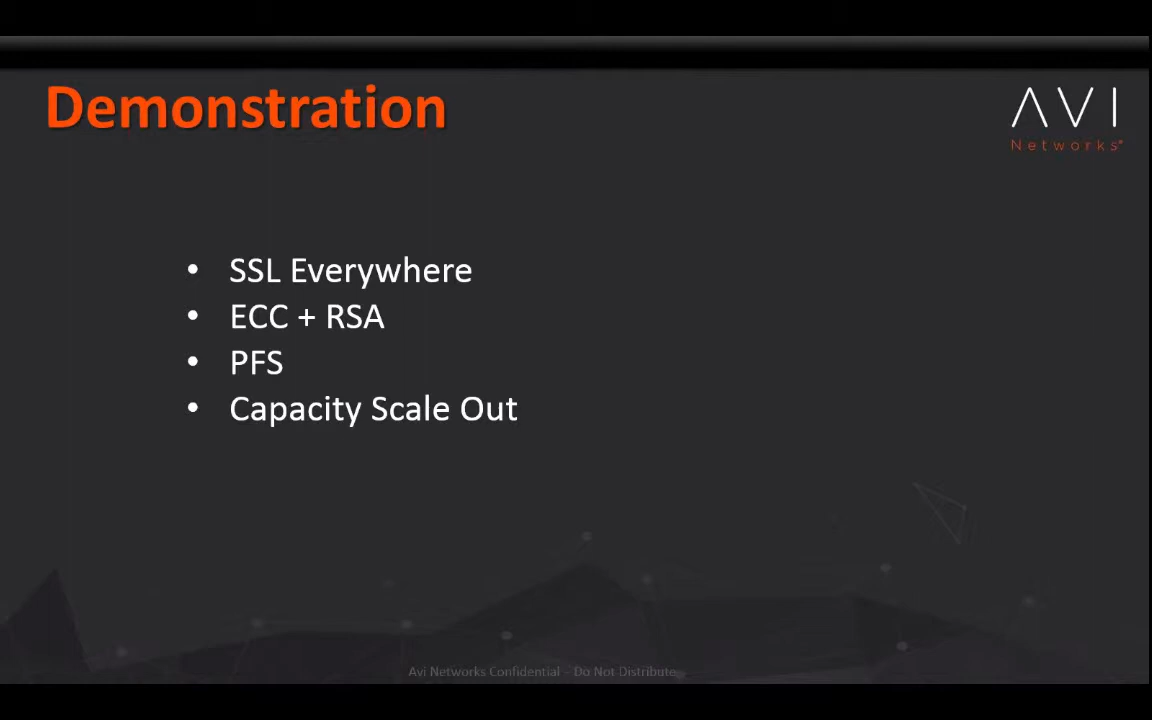 Demonstration
AVI
Networks®
• SSL Everywhere
• ECC + RSA
• PFS
• Capacity Scale Out
Avi Networks Confidential – Do Not Distribute